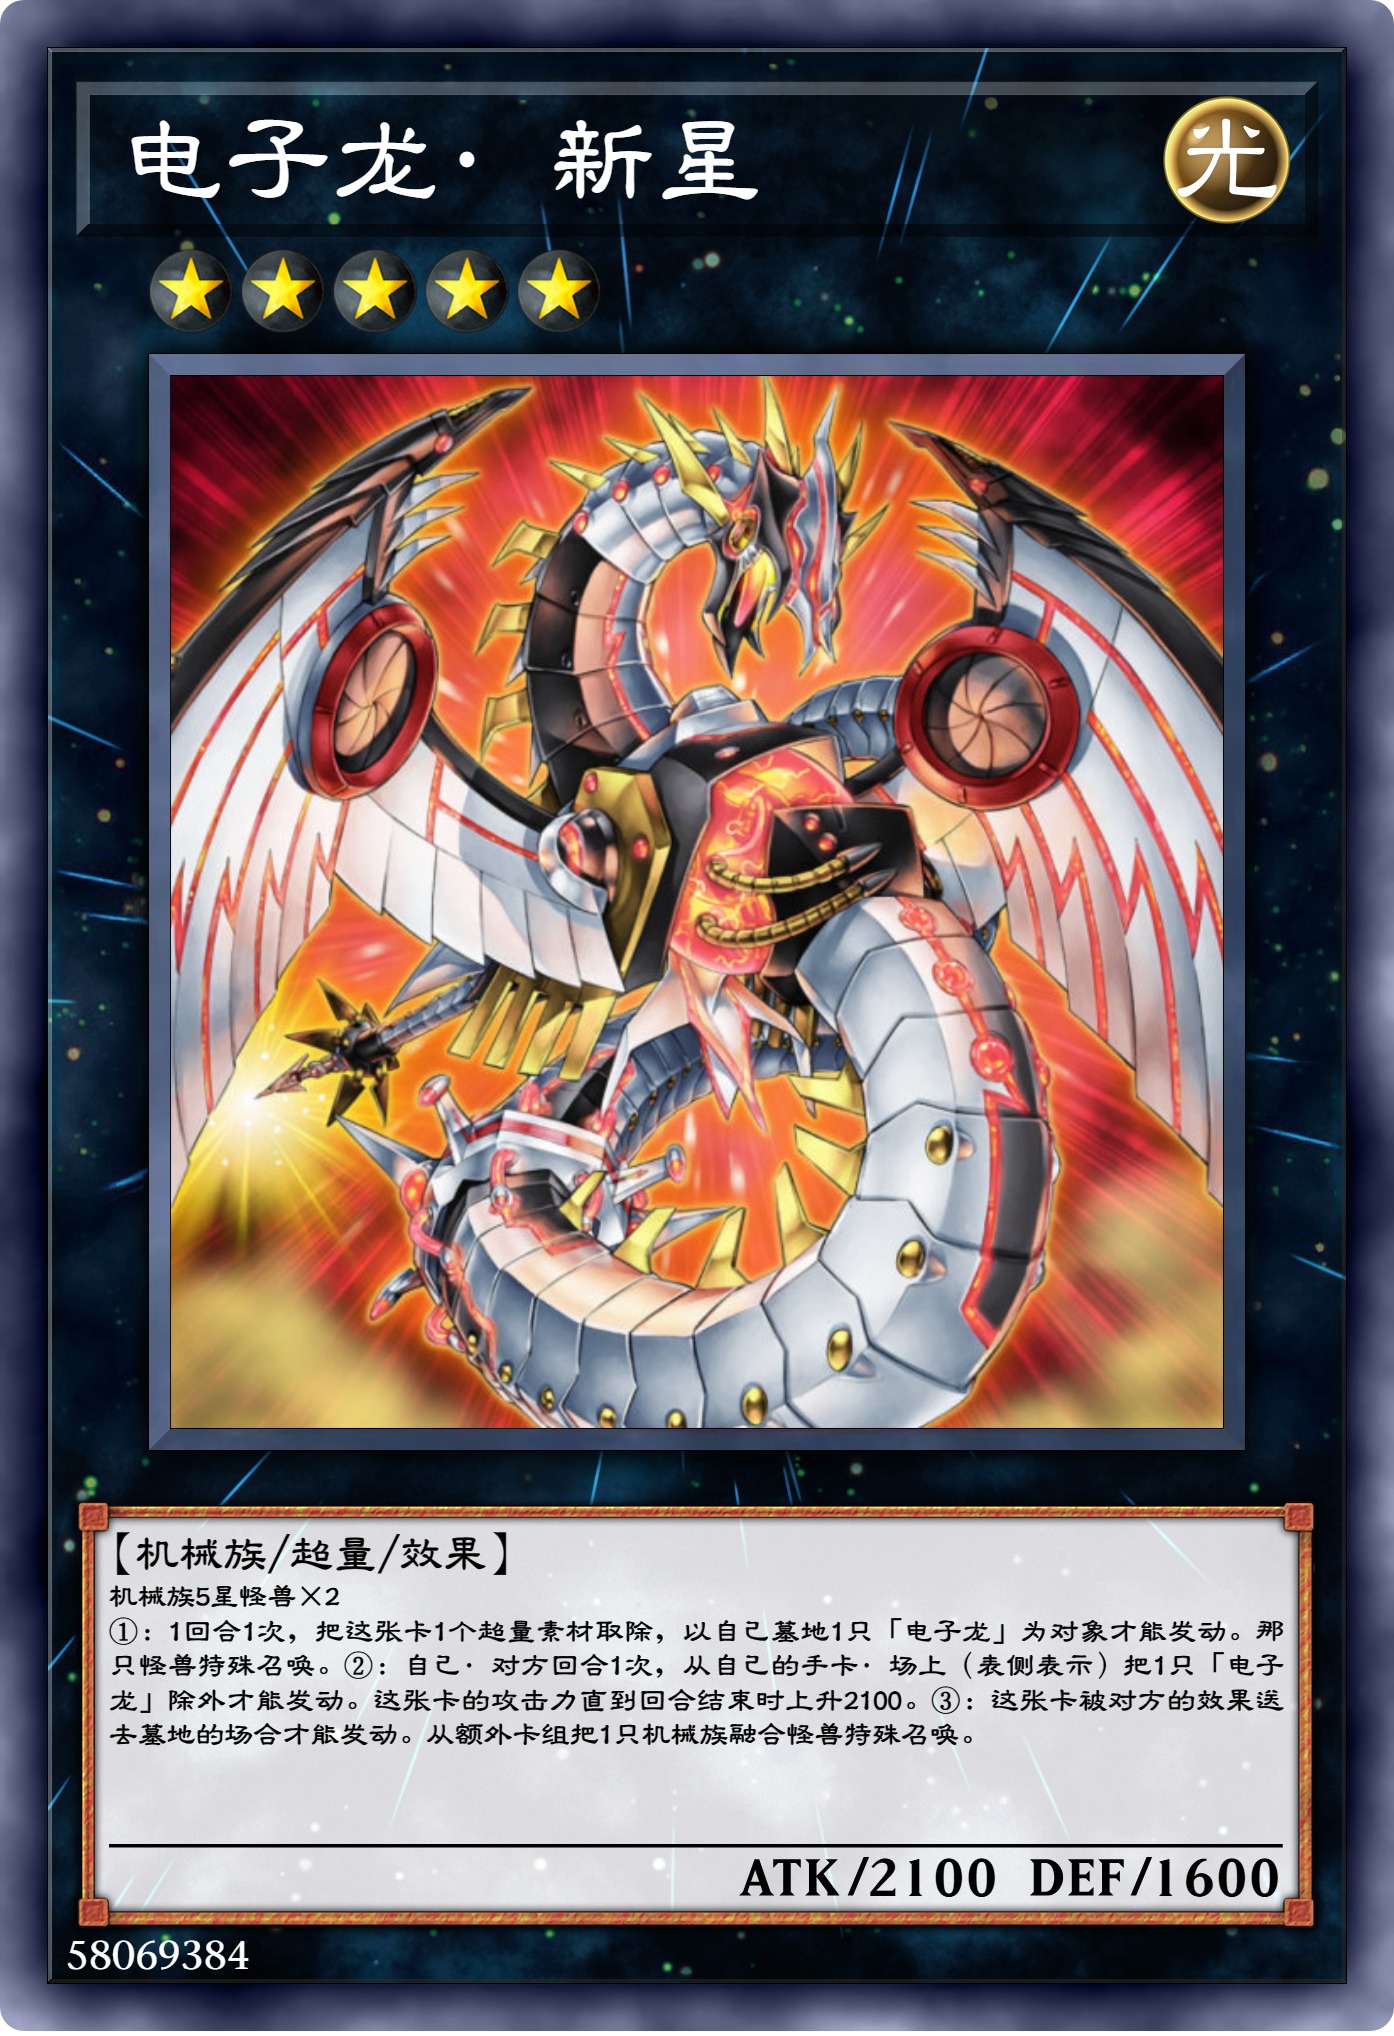 电子龙·新星
光
【机械族/超量/效果】
机械族5星怪兽×2
①：1回合1次，把这张卡1个超量素材取除，以自己墓地1只「电子龙」为对象才能发动。那
只怪兽特殊召唤。②：自己·对方回合1次，从自己的手卡·场上（表侧表示）把1只「电子
龙」除外才能发动。这张卡的攻击力直到回合结束时上升2100。③：这张卡被对方的效果送
去墓地的场合才能发动。从额外卡组把1只机械族融合怪兽特殊召唤。
ATK/2100 DEF/1600
58069384